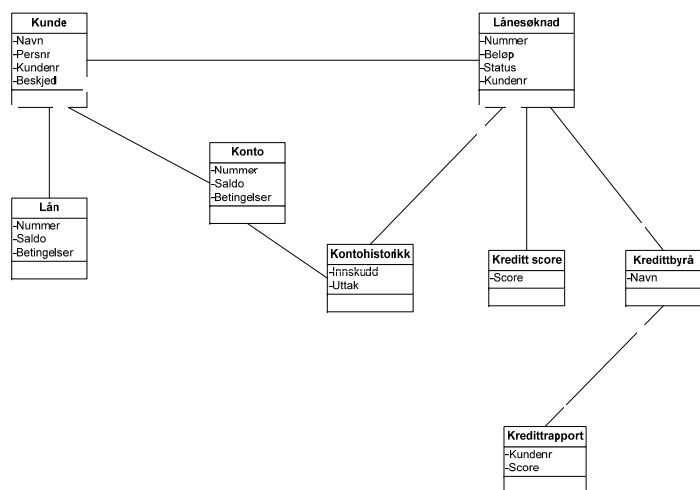 Kunde
-Navn
-Persnr
-Kundenr
-Beskjed
Lånesøknad
-Nummer
-Beløp
-Status
-Kundenr
Konto
-Nummer
-Saldo
-Betingelser
Lån
-Nummer
-Saldo
-Betingelser
Kontohistorikk
-Innskudd
-Uttak
Kreditt score
-Score
Kredittbyrå
-Navn
Kredittrapport
-Kundenr
-Score